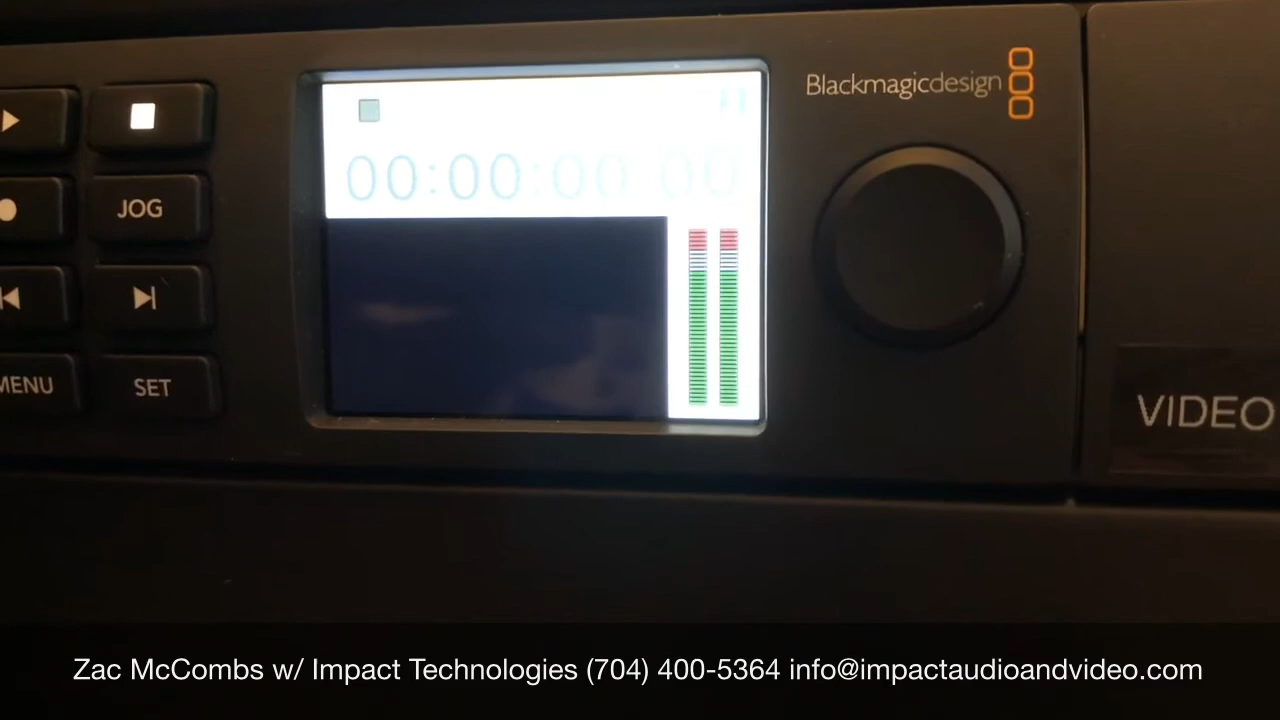 Blackmagicdesign
00:00:00 00
JOG
MENU
SET
VIDEO
Zac McCombs w/ Impact Technologies (704) 400-5364 info@impactaudioandvideo.com